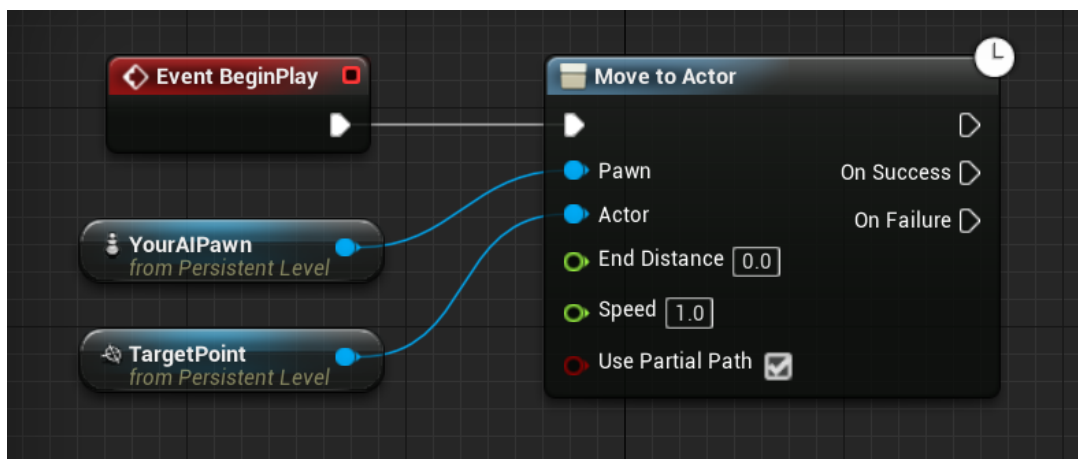 Event BeginPlay
Move to Actor
Pawn
On Success
Actor
On Failure
YourAIPawn
from Persistent Level
End Distance 0.0
Speed 1.0
TargetPoint
from Persistent Level
Use Partial Path